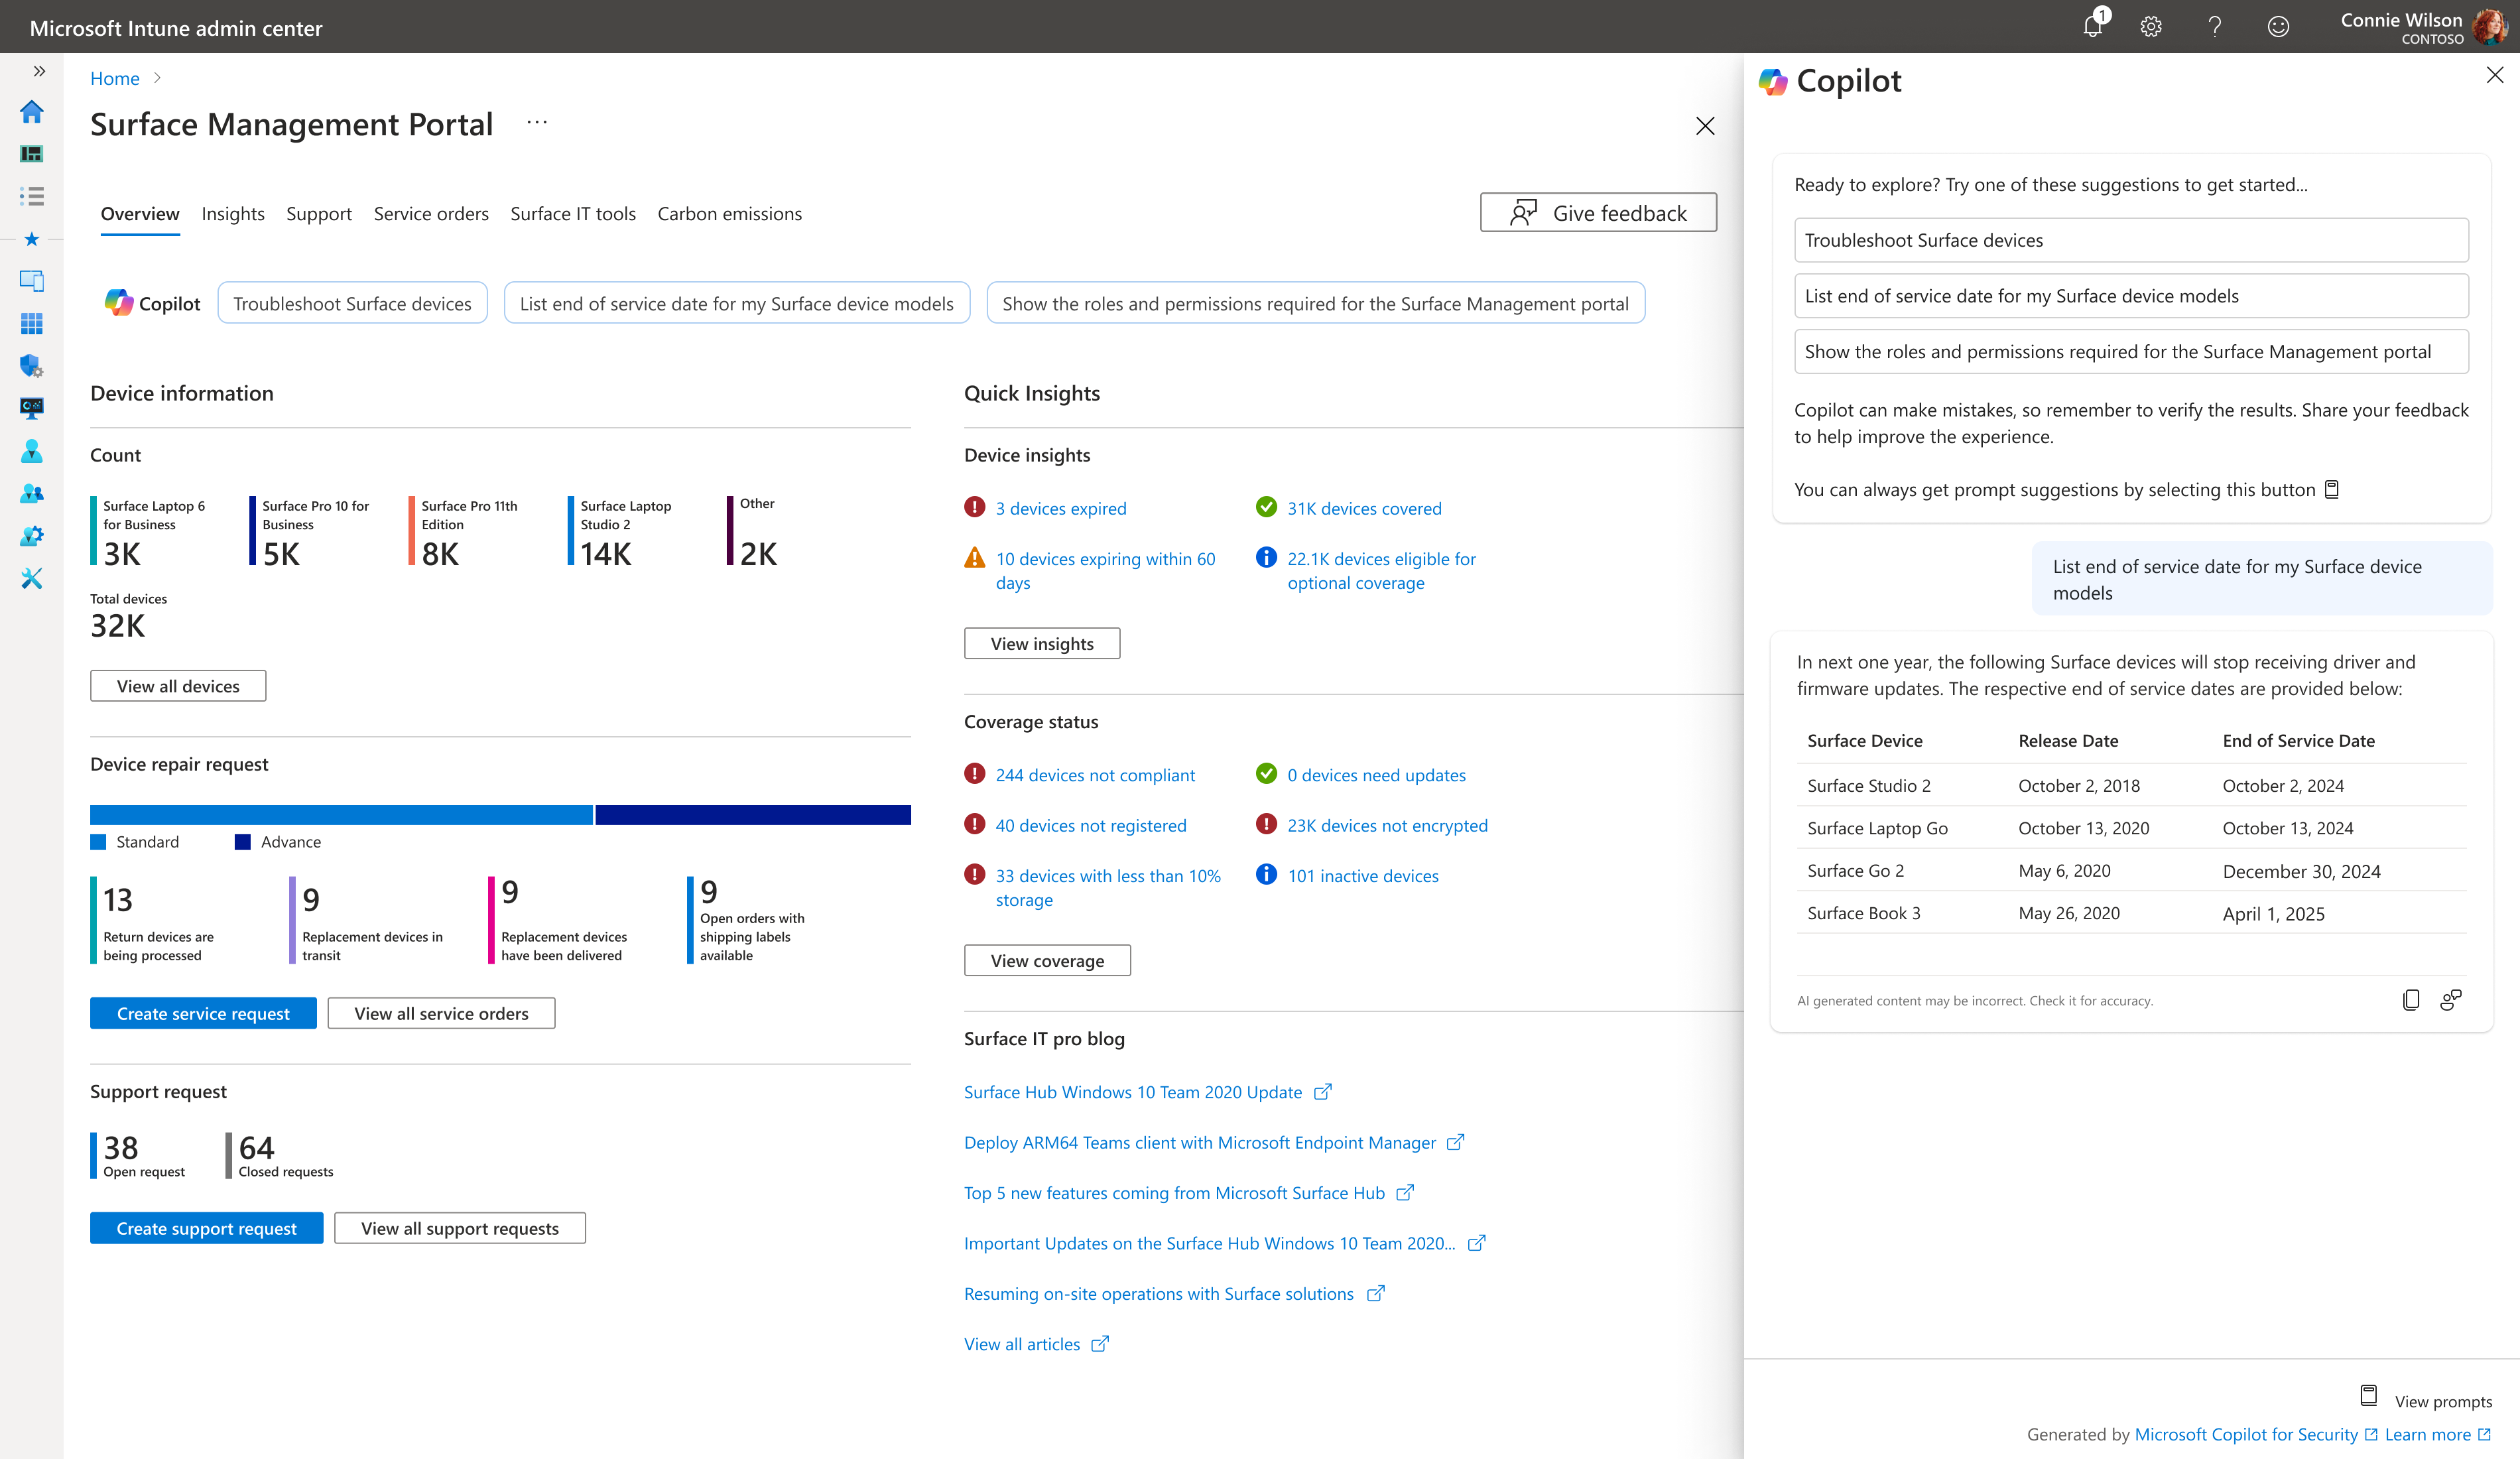 Microsoft Intune admin center
1
Connie Wilson
CONTOSO
Home
Surface Management Portal
Overview Insights Support Service orders Surface IT tools Carbon emissions
Give feedback
Copilot
Troubleshoot Surface devices
List end of service date for my Surface device models
Show the roles and permissions required for the Surface Management portal
Device information
Count
Surface Laptop 6
for Business
3K
Surface Pro 10 for
Business
5K
Surface Pro 11th
Edition
8K
Surface Laptop
Studio 2
14K
Other
2K
Total devices
32K
View all devices
Device repair request
Standard
Advance
13
Return devices are
being processed
9
Replacement devices in
transit
9
Replacement devices
have been delivered
9
Open orders with
shipping labels
available
Create service request
View all service orders
Support request
38
Open request
64
Closed requests
Create support request
View all support requests
Quick Insights
Device insights
3 devices expired
31K devices covered
10 devices expiring within 60
days
22.1K devices eligible for
optional coverage
View insights
Coverage status
244 devices not compliant
0 devices need updates
40 devices not registered
23K devices not encrypted
33 devices with less than 10%
storage
101 inactive devices
View coverage
Surface IT pro blog
Surface Hub Windows 10 Team 2020 Update
Deploy ARM64 Teams client with Microsoft Endpoint Manager
Top 5 new features coming from Microsoft Surface Hub
Important Updates on the Surface Hub Windows 10 Team 2020...
Resuming on-site operations with Surface solutions
View all articles
Copilot
Ready to explore? Try one of these suggestions to get started...
Troubleshoot Surface devices
List end of service date for my Surface device models
Show the roles and permissions required for the Surface Management portal
Copilot can make mistakes, so remember to verify the results. Share your feedback
to help improve the experience.
You can always get prompt suggestions by selecting this button
List end of service date for my Surface device
models
In next one year, the following Surface devices will stop receiving driver and
firmware updates. The respective end of service dates are provided below:
Surface Device Release Date End of Service Date
Surface Studio 2 October 2, 2018 October 2, 2024
Surface Laptop Go October 13, 2020 October 13, 2024
Surface Go 2 May 6, 2020 December 30, 2024
Surface Book 3 May 26, 2020 April 1, 2025
AI generated content may be incorrect. Check it for accuracy.
View prompts
Generated by Microsoft Copilot for Security Learn more